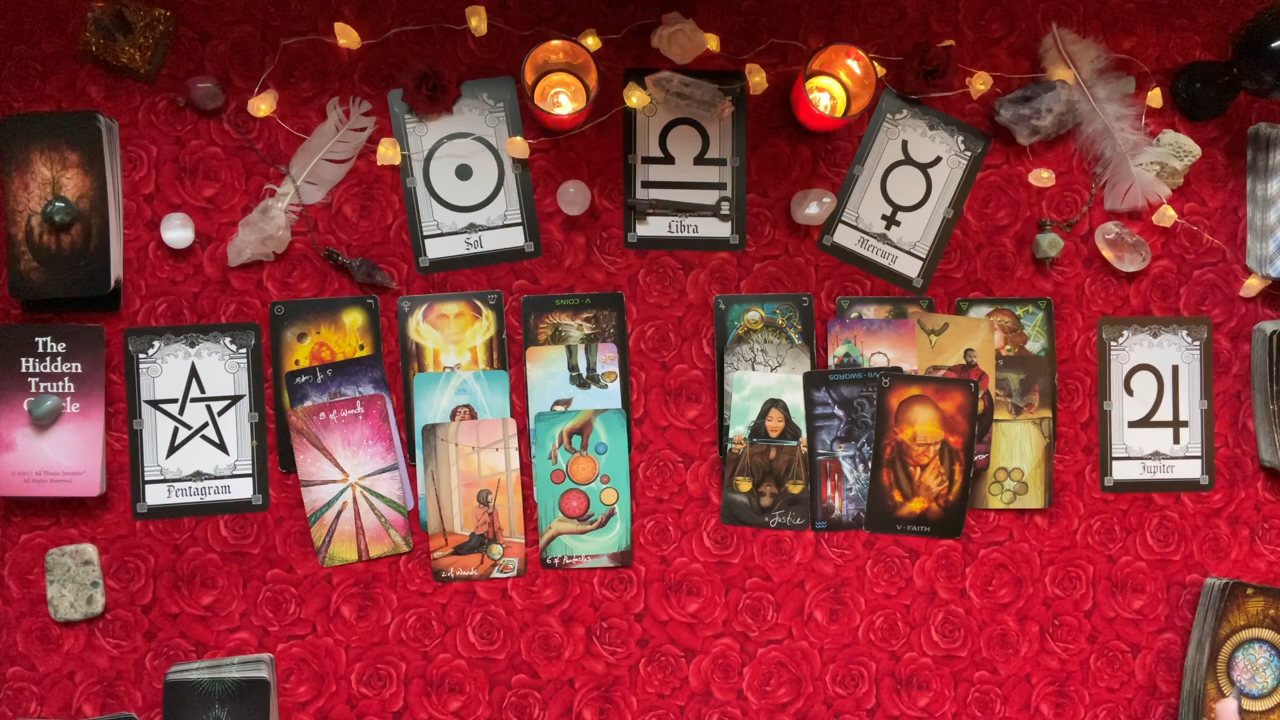 Sol
Libra
Mercury
The
Hidden
Truth
Pentagram
V · COINS
8 of Wands
2 of Wands
6 of Pentacles
VII · SWORDS
Justice
V · FAITH
Jupiter